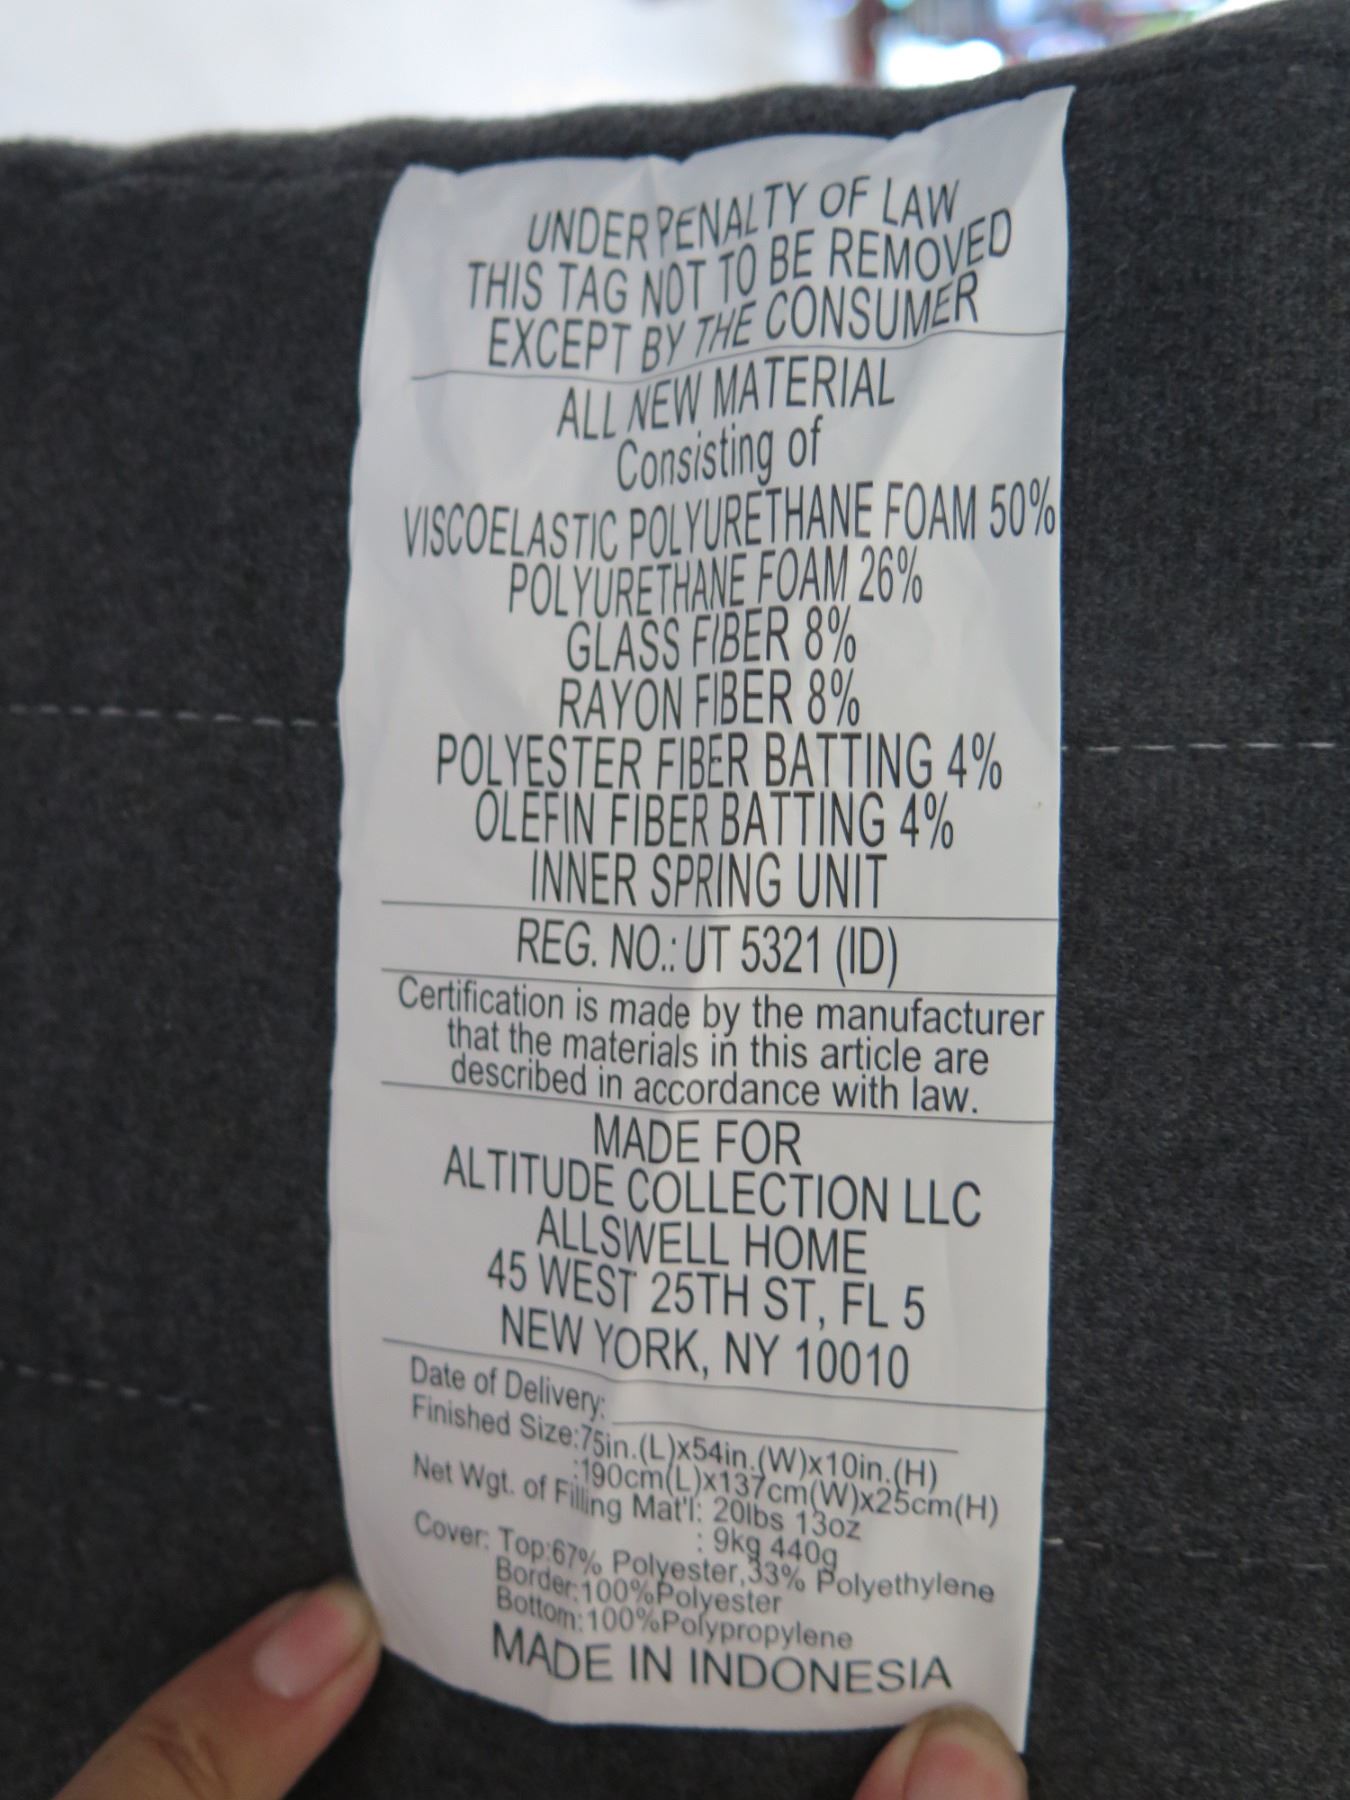 UNDER PENALTY OF LAW
THIS TAG NOT TO BE REMOVED
EXCEPT BY THE CONSUMER
ALL NEW MATERIAL
Consisting of
VISCOELASTIC POLYURETHANE FOAM 50%
POLYURETHANE FOAM 26%
GLASS FIBER 8%
RAYON FIBER 8%
POLYESTER FIBER BATTING 4%
OLEFIN FIBER BATTING 4%
INNER SPRING UNIT
REG. NO.: UT 5321 (ID)
Certification is made by the manufacturer
that the materials in this article are
described in accordance with law.
MADE FOR
ALTITUDE COLLECTION LLC
ALLSWELL HOME
45 WEST 25TH ST, FL 5
NEW YORK, NY 10010
Date of Delivery:
Finished Size:75in.(L)x54in.(W)x10in.(H)
:190cm(L)x137cm(W)x25cm(H)
Net Wgt. of Filling Mat'l: 20lbs 13oz
: 9kg 440g
Cover: Top:67% Polyester,33% Polyethylene
Border:100%Polyester
Bottom:100%Polypropylene
MADE IN INDONESIA